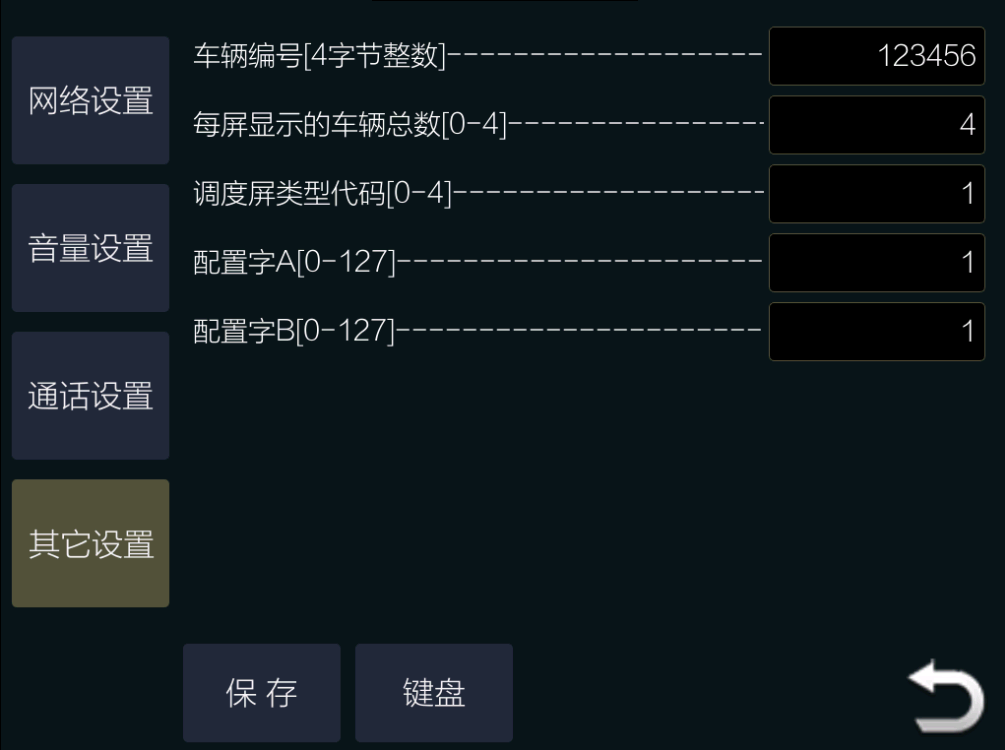 网络设置
音量设置
通话设置
其它设置
车辆编号[4字节整数]-------------------- 123456
每屏显示的车辆总数[0-4]---------------- 4
调度屏类型代码[0-4]-------------------- 1
配置字A[0-127]----------------------- 1
配置字B[0-127]----------------------- 1
保 存
键盘